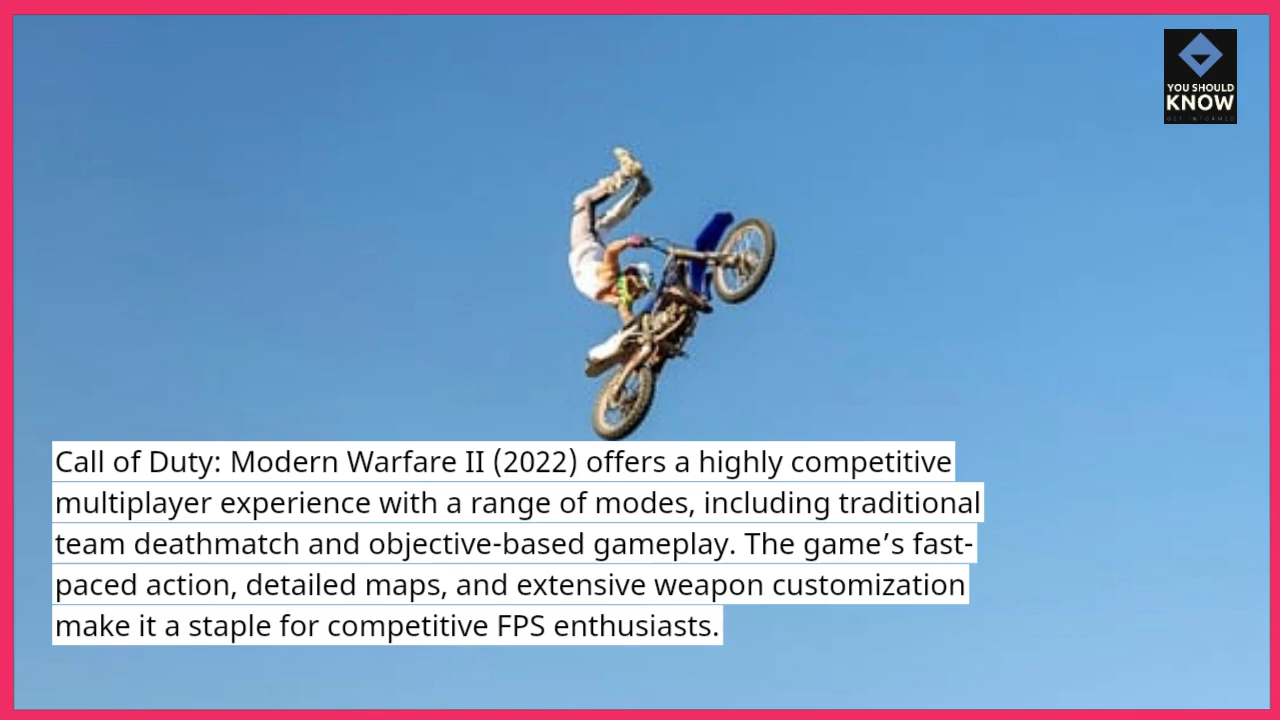 YOU SHOULD
KNOW
GET INFORMED
Call of Duty: Modern Warfare II (2022) offers a highly competitive
multiplayer experience with a range of modes, including traditional
team deathmatch and objective-based gameplay. The game’s fast-
paced action, detailed maps, and extensive weapon customization
make it a staple for competitive FPS enthusiasts.